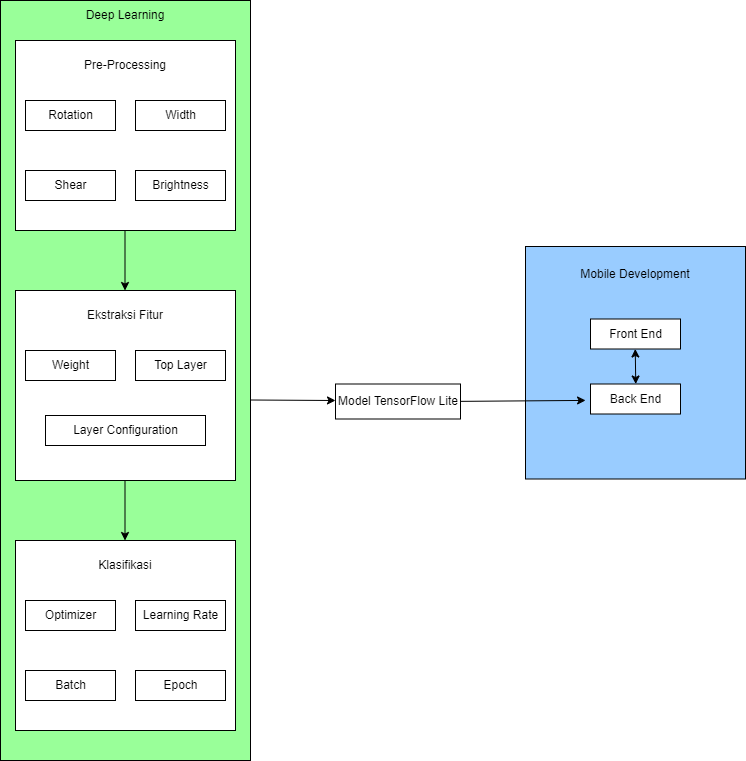 Deep Learning
Pre-Processing
Rotation
Width
Shear
Brightness
Ekstraksi Fitur
Weight
Top Layer
Layer Configuration
Klasifikasi
Optimizer
Learning Rate
Batch
Epoch
Model TensorFlow Lite
Mobile Development
Front End
Back End